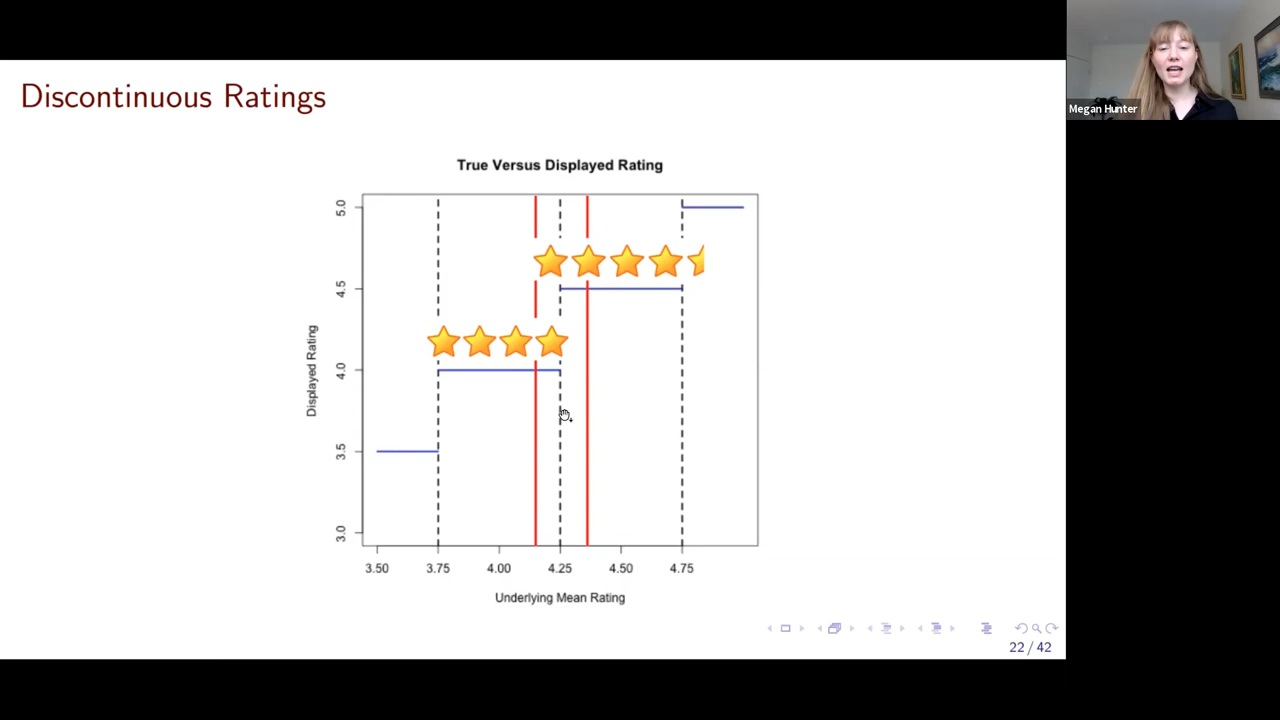 Megan Hunter
Discontinuous Ratings
True Versus Displayed Rating
Displayed Rating
5.0
4.5
4.0
3.5
3.0
3.50 3.75 4.00 4.25 4.50 4.75
Underlying Mean Rating
22 / 42